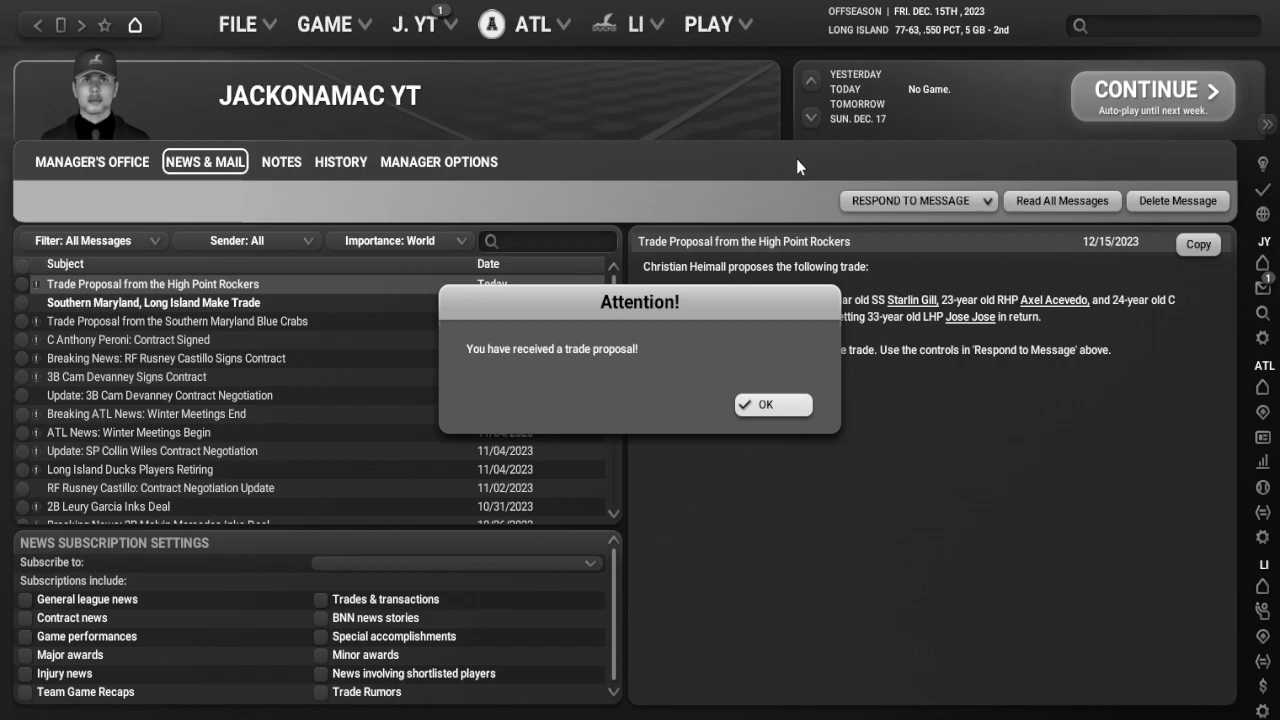 FILE
GAME
J. YT
1
A
ATL
DUCKS
LI
PLAY
OFFSEASON | FRI. DEC. 15TH , 2023
LONG ISLAND 77-63, .550 PCT, 5 GB - 2nd
JACKONAMAC YT
YESTERDAY
TODAY
No Game.
TOMORROW
SUN. DEC. 17
CONTINUE
Auto-play until next week.
MANAGER'S OFFICE
NEWS & MAIL
NOTES
HISTORY
MANAGER OPTIONS
RESPOND TO MESSAGE
Read All Messages
Delete Message
Filter: All Messages
Sender: All
Importance: World
Subject
Date
Trade Proposal from the High Point Rockers
Today
Southern Maryland, Long Island Make Trade
Trade Proposal from the Southern Maryland Blue Crabs
C Anthony Peroni: Contract Signed
Breaking News: RF Rusney Castillo Signs Contract
3B Cam Devanney Signs Contract
Update: 3B Cam Devanney Contract Negotiation
Breaking ATL News: Winter Meetings End
ATL News: Winter Meetings Begin
11/04/2023
Update: SP Collin Wiles Contract Negotiation
11/04/2023
Long Island Ducks Players Retiring
11/04/2023
RF Rusney Castillo: Contract Negotiation Update
11/02/2023
2B Leury Garcia Inks Deal
10/31/2023
Trade Proposal from the High Point Rockers
12/15/2023
Copy
Christian Heimall proposes the following trade:
year old SS Starlin Gill, 23-year old RHP Axel Acevedo, and 24-year old C
etting 33-year old LHP Jose Jose in return.
e trade. Use the controls in 'Respond to Message' above.
Attention!
You have received a trade proposal!
OK
NEWS SUBSCRIPTION SETTINGS
Subscribe to:
Subscriptions include:
General league news
Trades & transactions
Contract news
BNN news stories
Game performances
Special accomplishments
Major awards
Minor awards
Injury news
News involving shortlisted players
Team Game Recaps
Trade Rumors
JY
1
ATL
LI